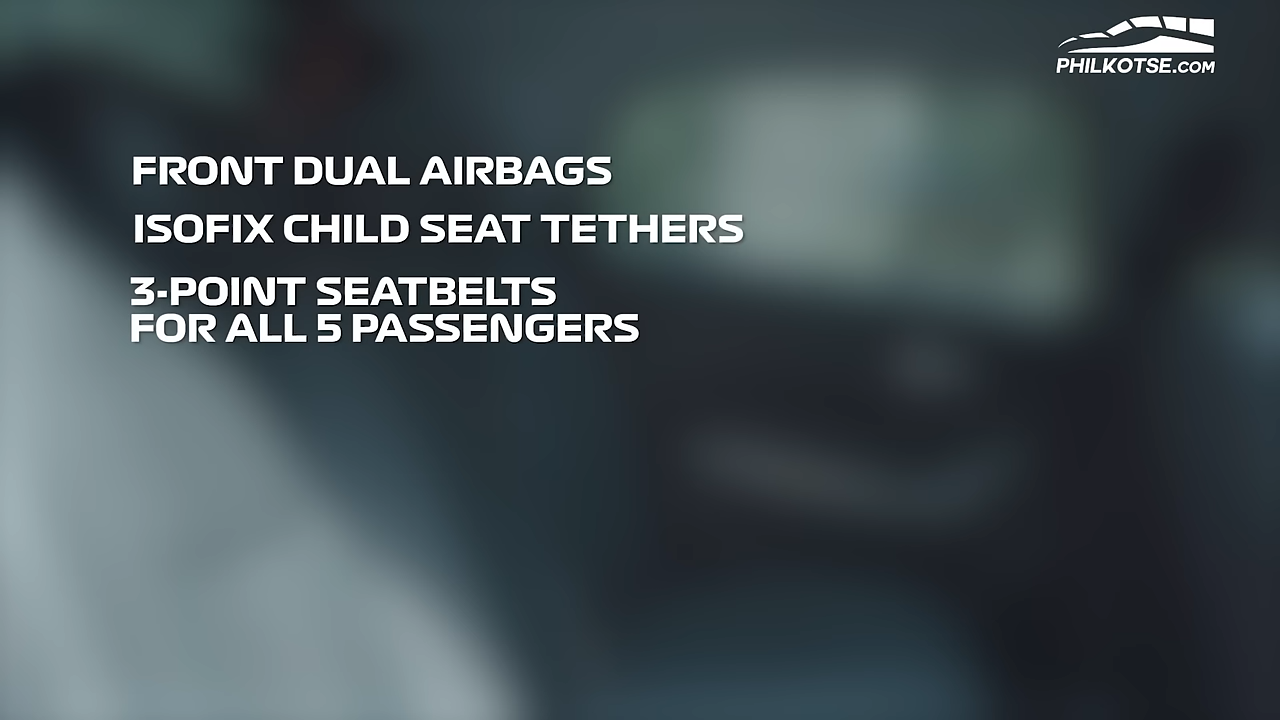 PHILKOTSE.COM
FRONT DUAL AIRBAGS
ISOFIX CHILD SEAT TETHERS
3-POINT SEATBELTS
FOR ALL 5 PASSENGERS